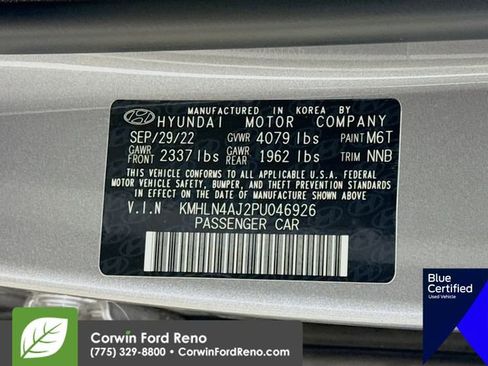 MANUFACTURED IN KOREA BY
HYUNDAI MOTOR COMPANY
SEP/29/22 GVWR 4079 lbs PAINT M6T
GAWR FRONT 2337 lbs GAWR REAR 1962 lbs TRIM NNB
THIS VEHICLE CONFORMS TO ALL APPLICABLE U.S.A. FEDERAL
MOTOR VEHICLE SAFETY, BUMPER, AND THEFT PREVENTION
STANDARDS IN EFFECT ON THE DATE OF MANUFACTURE SHOWN ABOVE
V.I.N KMHLN4AJ2PU046926
PASSENGER CAR
Blue
Certified
Used Vehicle
Corwin Ford Reno
(775) 329-8800 • CorwinFordReno.com